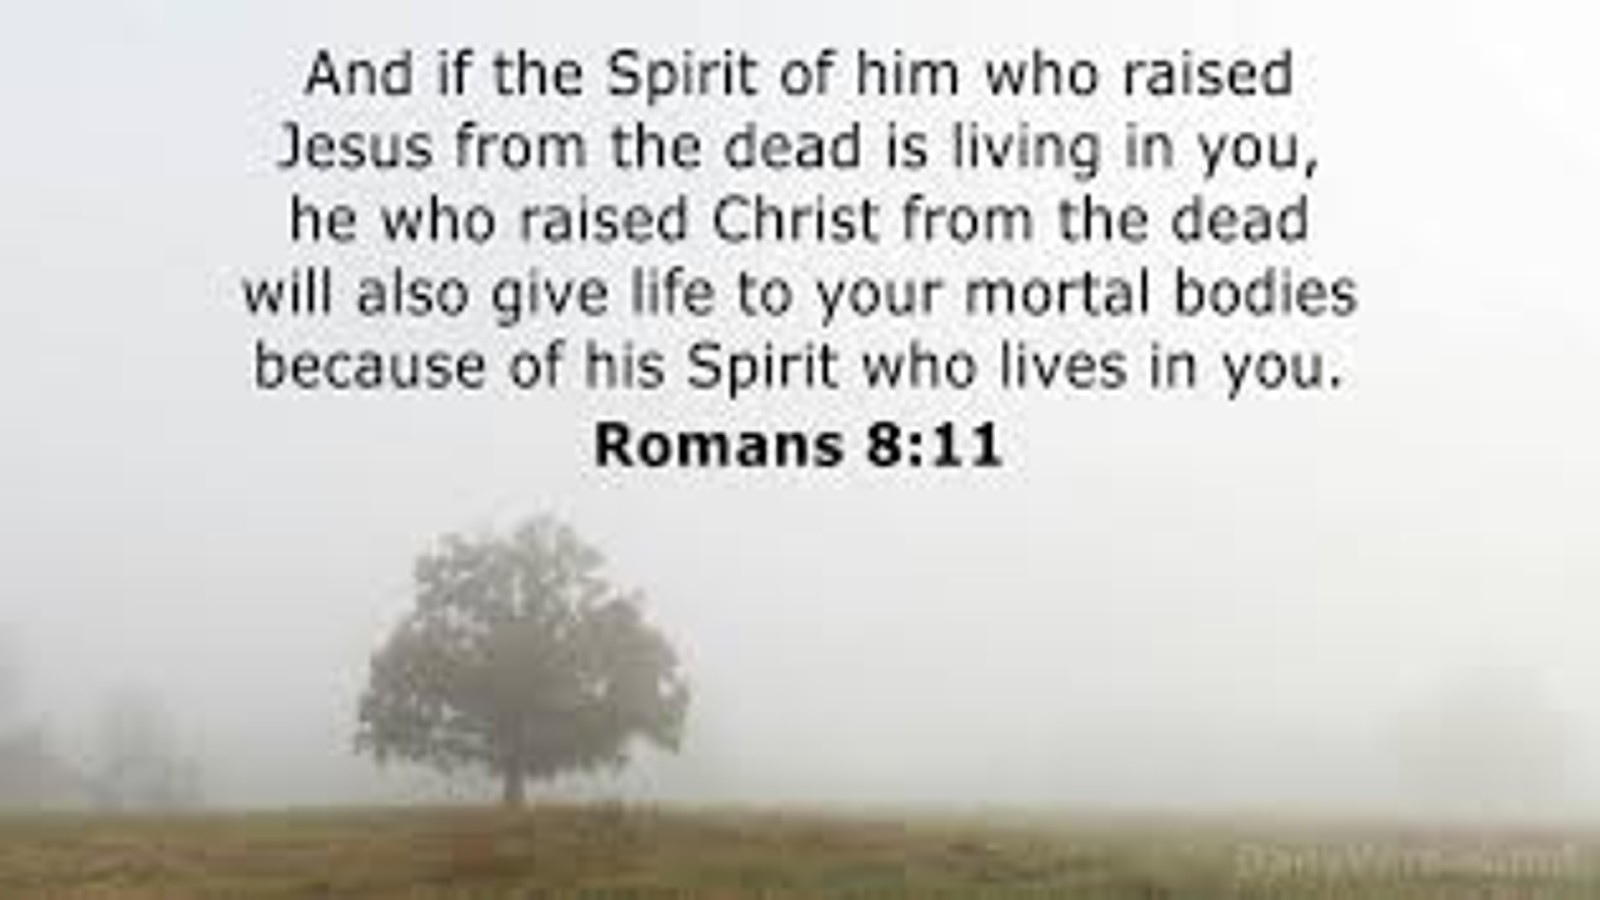 And if the Spirit of him who raised
Jesus from the dead is living in you,
he who raised Christ from the dead
will also give life to your mortal bodies
because of his Spirit who lives in you.
Romans 8:11